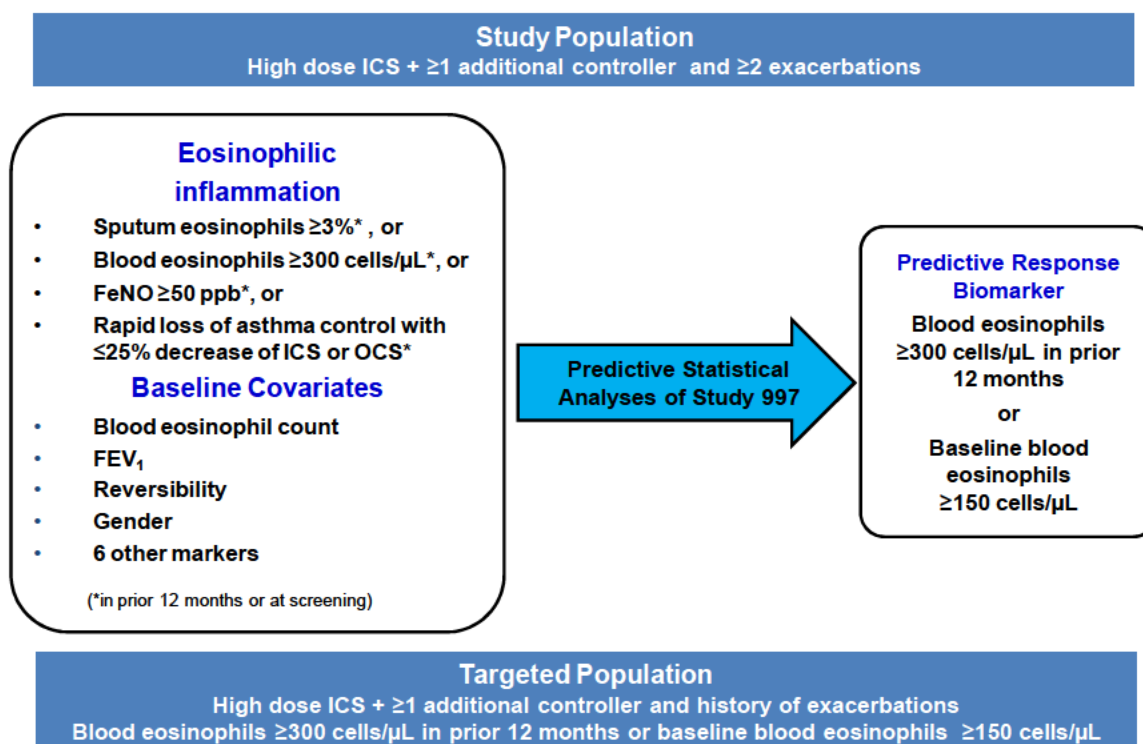 Study Population
High dose ICS + ≥1 additional controller and ≥2 exacerbations
Eosinophilic
inflammation
• Sputum eosinophils ≥3%* , or
• Blood eosinophils ≥300 cells/µL*, or
• FeNO ≥50 ppb*, or
• Rapid loss of asthma control with
≤25% decrease of ICS or OCS*
Baseline Covariates
• Blood eosinophil count
• FEV₁
• Reversibility
• Gender
• 6 other markers
(*in prior 12 months or at screening)
Predictive Statistical
Analyses of Study 997
Predictive Response
Biomarker
Blood eosinophils
≥300 cells/µL in prior
12 months
or
Baseline blood
eosinophils
≥150 cells/µL
Targeted Population
High dose ICS + ≥1 additional controller and history of exacerbations
Blood eosinophils ≥300 cells/µL in prior 12 months or baseline blood eosinophils ≥150 cells/µL